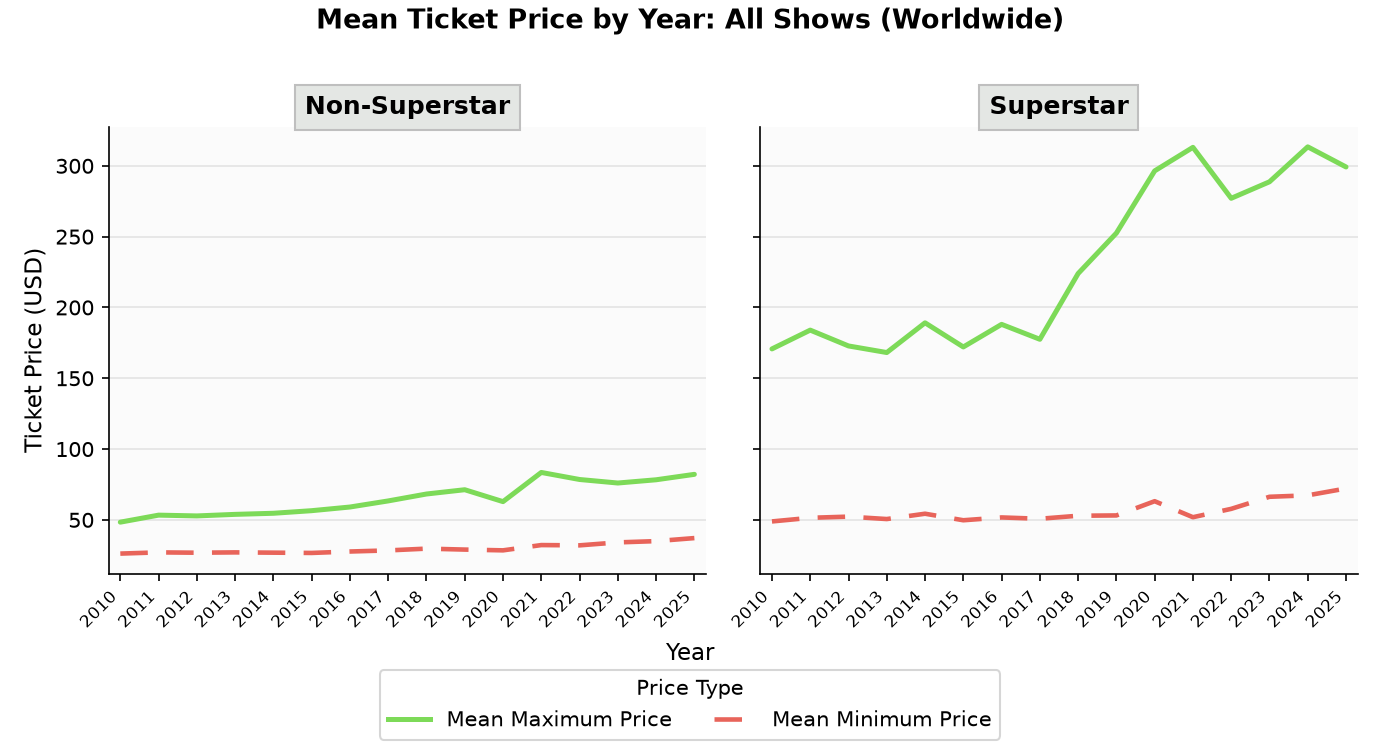 Mean Ticket Price by Year: All Shows (Worldwide)
Non-Superstar
Superstar
Ticket Price (USD)
300
250
200
150
100
50
2010 2011 2012 2013 2014 2015 2016 2017 2018 2019 2020 2021 2022 2023 2024 2025
2010 2011 2012 2013 2014 2015 2016 2017 2018 2019 2020 2021 2022 2023 2024 2025
Year
Price Type
Mean Maximum Price
Mean Minimum Price